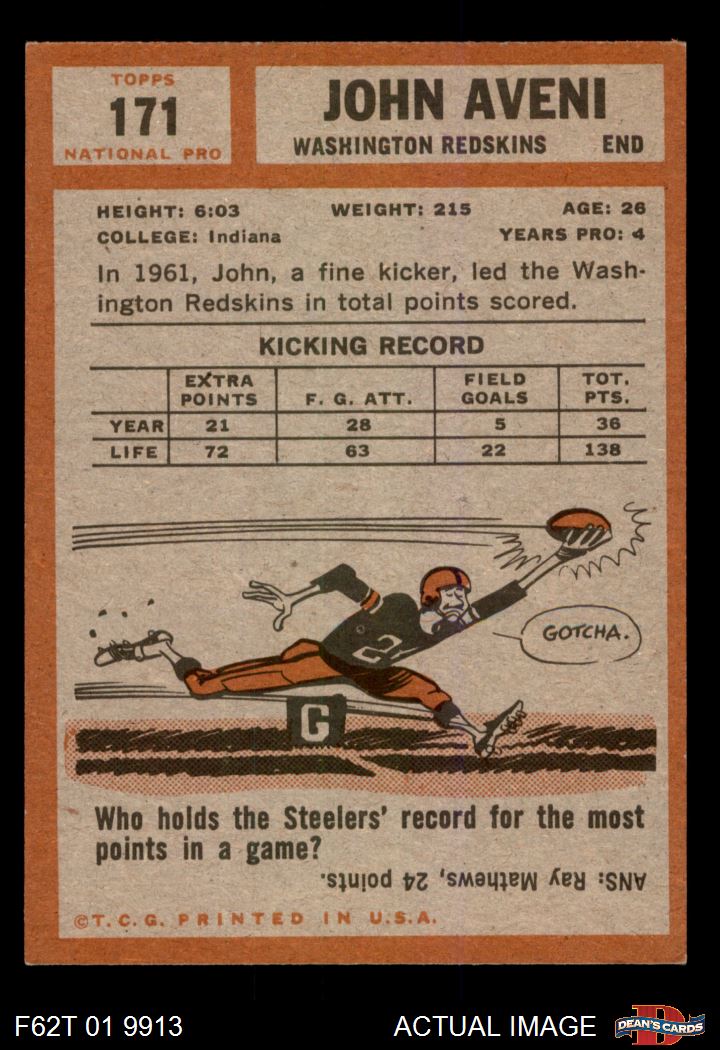 TOPPS
171
NATIONAL PRO
JOHN AVENI
WASHINGTON REDSKINS END
HEIGHT: 6:03 WEIGHT: 215 AGE: 26
COLLEGE: Indiana YEARS PRO: 4
In 1961, John, a fine kicker, led the Wash-
ington Redskins in total points scored.
KICKING RECORD
EXTRA POINTS F. G. ATT. FIELD GOALS TOT. PTS.
YEAR 21 28 5 36
LIFE 72 63 22 138
GOTCHA.
2
G
Who holds the Steelers' record for the most
points in a game?
ANS: Ray Mathews, 24 points.
©T.C.G. PRINTED IN U.S.A.
F62T 01 9913 ACTUAL IMAGE
D
DEAN'S CARDS